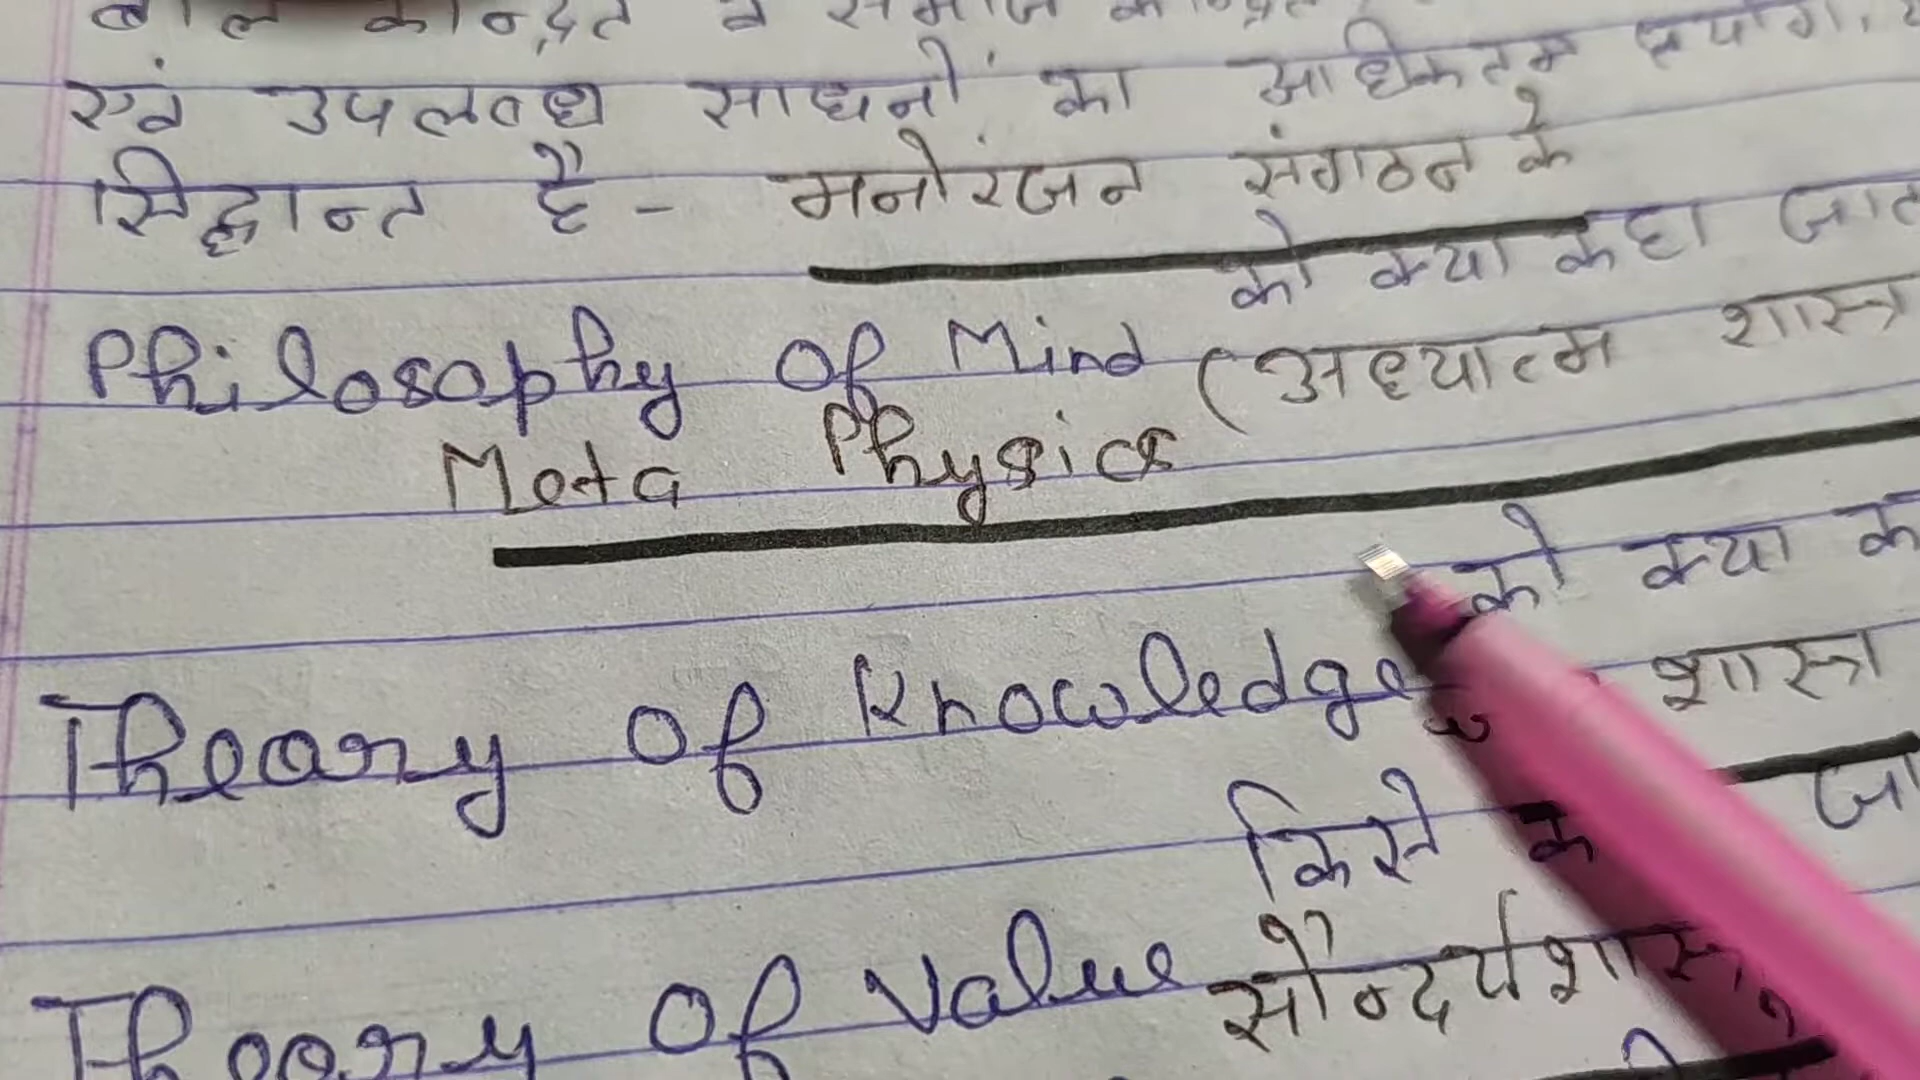 बाल केन्द्रित व समाज
एवं उपलब्ध साधनों का अधिकतम प्रयोग,
सिद्धान्त है - मनोरंजन संगठन के
को क्या कहा जात
Philosophy Of Mind (अध्यात्म शास्त्र
Meta Physics
को क्या क
Theory of Knowledge शास्त्र
किसे क जा
Theory Of Value सौन्दर्यशास्त्र